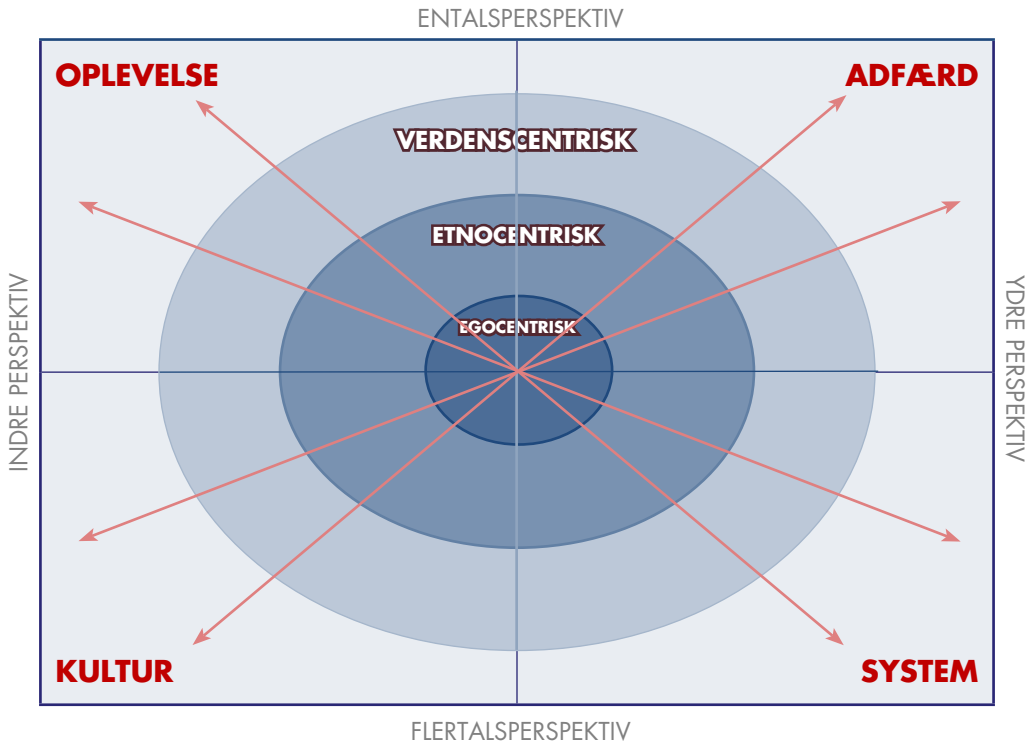 ENTALSPERSPEKTIV
OPLEVELSE
ADFÆRD
VERDENSCENTRISK
ETNOCENTRISK
EGOCENTRISK
INDRE PERSPEKTIV
YDRE PERSPEKTIV
KULTUR
SYSTEM
FLERTALSPERSPEKTIV